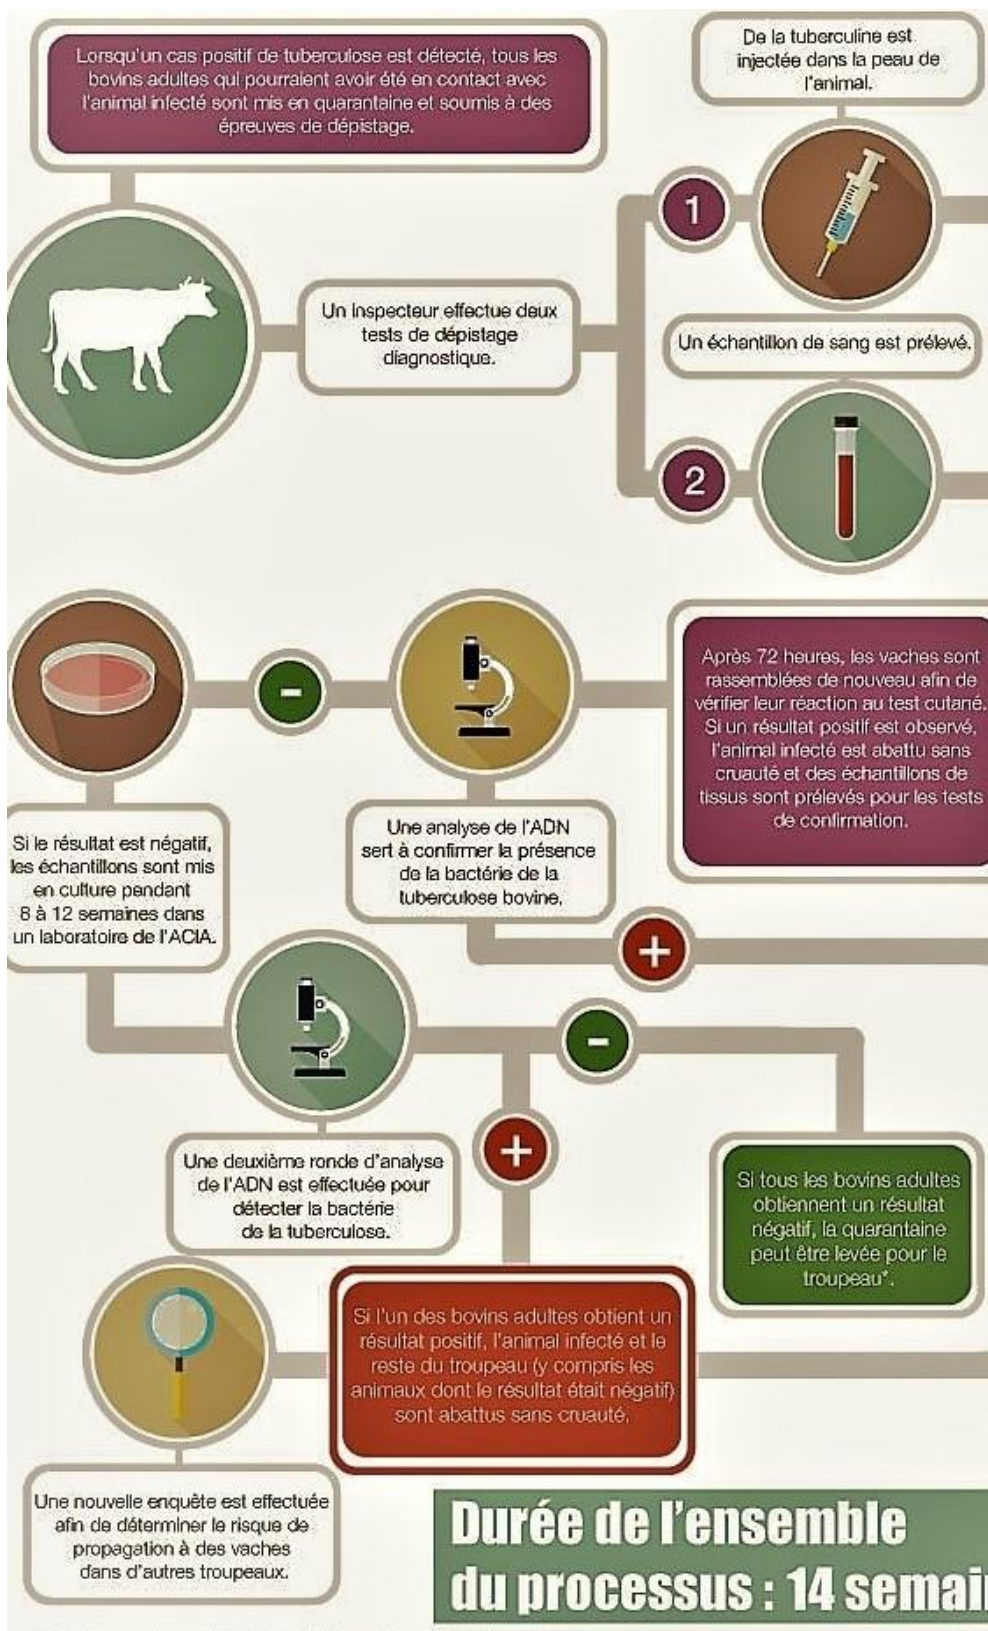 Lorsqu'un cas positif de tuberculose est détecté, tous les
bovins adultes qui pourraient avoir été en contact avec
l'animal infecté sont mis en quarantaine et soumis à des
épreuves de dépistage.
De la tuberculine est
injectée dans la peau de
l'animal.
1
Un inspecteur effectue deux
tests de dépistage
diagnostique.
Un échantillon de sang est prélevé.
2
Après 72 heures, les vaches sont
rassemblées de nouveau afin de
vérifier leur réaction au test cutané.
Si un résultat positif est observé,
l'animal infecté est abattu sans
cruauté et des échantillons de
tissus sont prélevés pour les tests
de confirmation.
-
Une analyse de l'ADN
sert à confirmer la présence
de la bactérie de la
tuberculose bovine.
Si le résultat est négatif,
les échantillons sont mis
en culture pendant
8 à 12 semaines dans
un laboratoire de l'ACIA.
+
-
+
Une deuxième ronde d'analyse
de l'ADN est effectuée pour
détecter la bactérie
de la tuberculose.
Si tous les bovins adultes
obtiennent un résultat
négatif, la quarantaine
peut être levée pour le
troupeau*.
Si l'un des bovins adultes obtient un
résultat positif, l'animal infecté et le
reste du troupeau (y compris les
animaux dont le résultat était négatif)
sont abattus sans cruauté.
Une nouvelle enquête est effectuée
afin de déterminer le risque de
propagation à des vaches
dans d'autres troupeaux.
Durée de l'ensemble
du processus : 14 semai